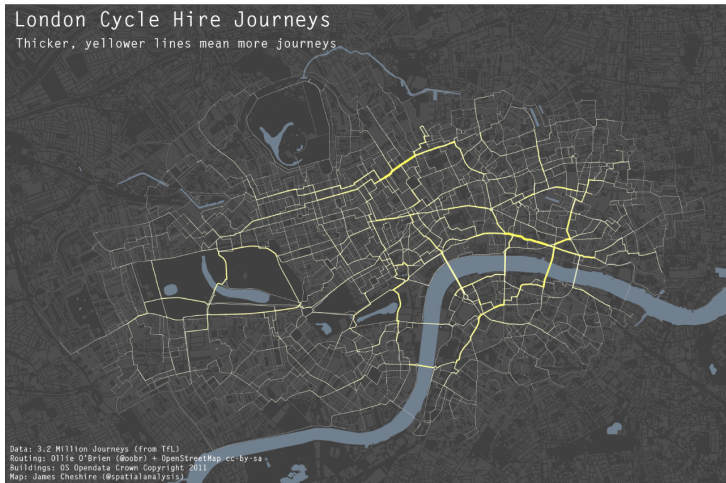 London Cycle Hire Journeys
Thicker, yellower lines mean more journeys
Data: 3.2 Million Journeys (from TfL)
Routing: Ollie O'Brien (@oobr) + OpenStreetMap cc-by-sa
Buildings: OS Opendata Crown Copyright 2011
Map: James Cheshire (@spatialanalysis)